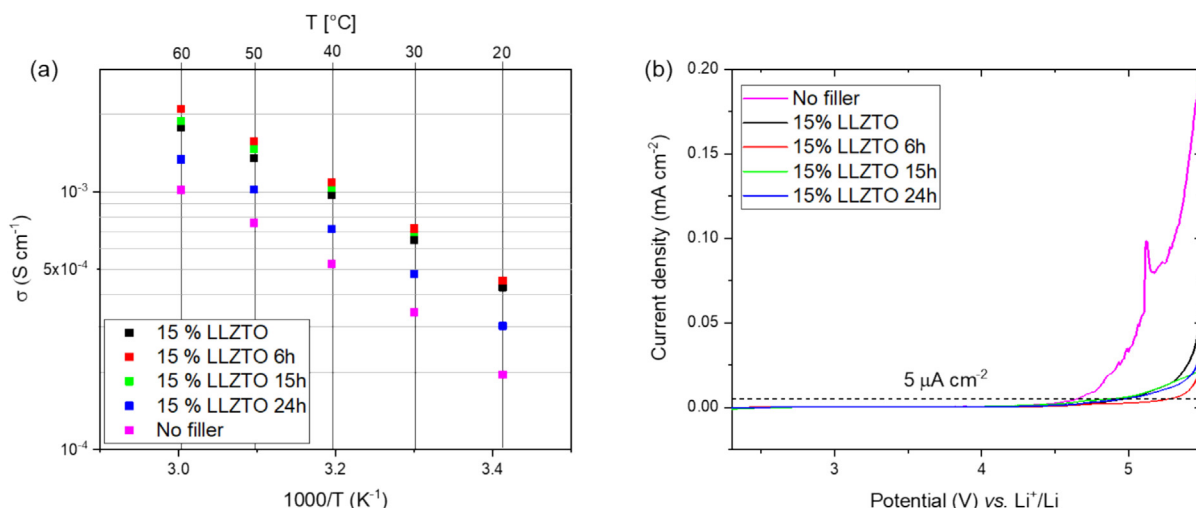 (a)
T [°C]
60 50 40 30 20
σ (S cm⁻¹)
10⁻³
5x10⁻⁴
10⁻⁴
15 % LLZTO
15 % LLZTO 6h
15 % LLZTO 15h
15 % LLZTO 24h
No filler
3.0 3.2 3.4
1000/T (K⁻¹)
(b)
Current density (mA cm⁻²)
0.20
0.15
0.10
0.05
0.00
No filler
15% LLZTO
15% LLZTO 6h
15% LLZTO 15h
15% LLZTO 24h
5 μA cm⁻²
3 4 5
Potential (V) vs. Li⁺/Li